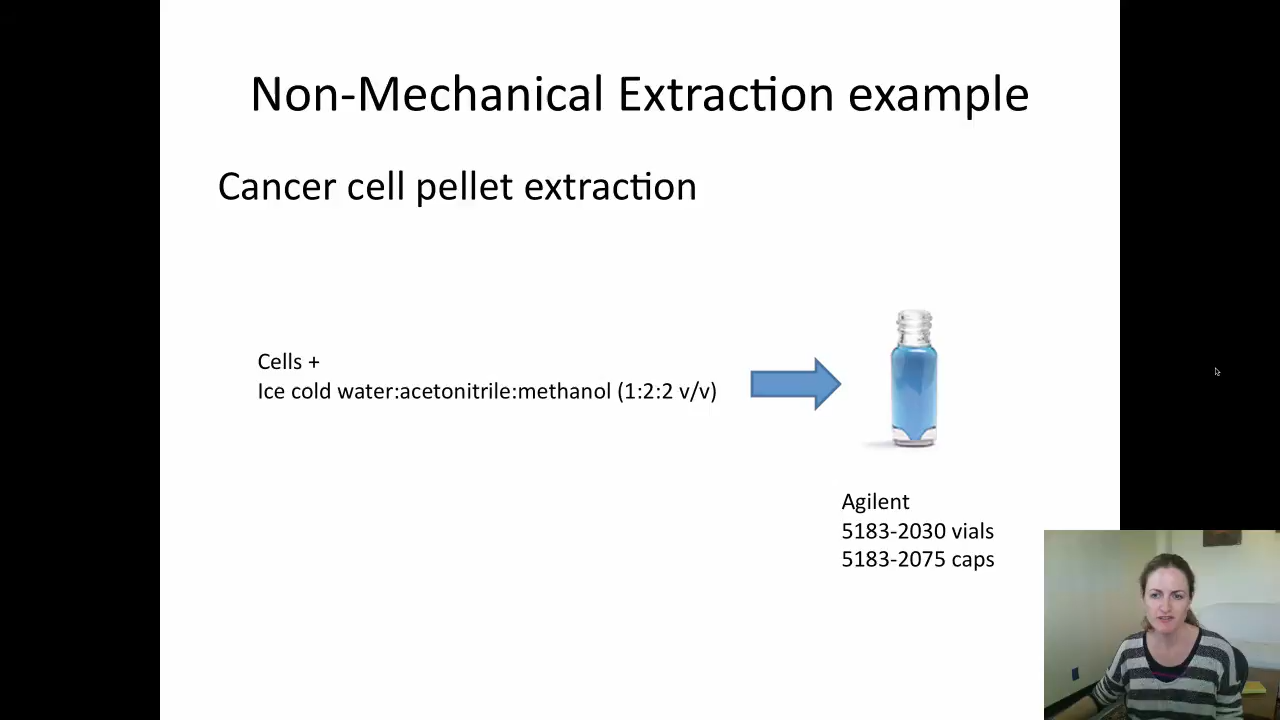 Non-Mechanical Extraction example
Cancer cell pellet extraction
Cells +
Ice cold water:acetonitrile:methanol (1:2:2 v/v)
Agilent
5183-2030 vials
5183-2075 caps